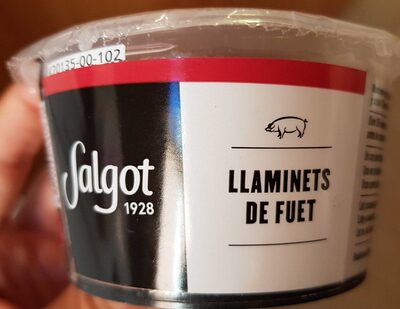 20135-00-102
Salgot
1928
LLAMINETS
DE FUET